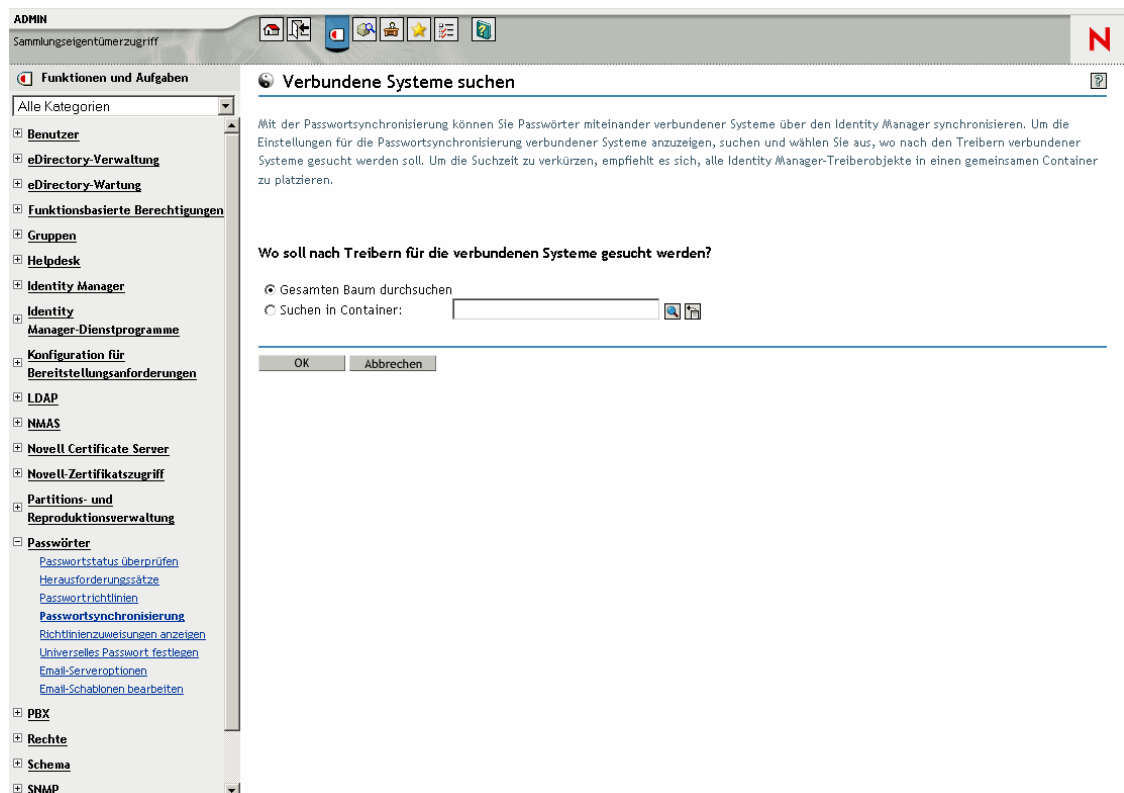 ADMIN
Sammlungseigentümerzugriff
N
Funktionen und Aufgaben
Alle Kategorien
Benutzer
eDirectory-Verwaltung
eDirectory-Wartung
Funktionsbasierte Berechtigungen
Gruppen
Helpdesk
Identity Manager
Identity
Manager-Dienstprogramme
Konfiguration für
Bereitstellungsanforderungen
LDAP
NMAS
Novell Certificate Server
Novell-Zertifikatszugriff
Partitions- und
Reproduktionsverwaltung
Passwörter
Passwortstatus überprüfen
Herausforderungssätze
Passwortrichtlinien
Passwortsynchronisierung
Richtlinienzuweisungen anzeigen
Universelles Passwort festlegen
Email-Serveroptionen
Email-Schablonen bearbeiten
PBX
Rechte
Schema
SNMP
Verbundene Systeme suchen
?
Mit der Passwortsynchronisierung können Sie Passwörter miteinander verbundener Systeme über den Identity Manager synchronisieren. Um die
Einstellungen für die Passwortsynchronisierung verbundener Systeme anzuzeigen, suchen und wählen Sie aus, wo nach den Treibern verbundener
Systeme gesucht werden soll. Um die Suchzeit zu verkürzen, empfiehlt es sich, alle Identity Manager-Treiberobjekte in einen gemeinsamen Container
zu platzieren.
Wo soll nach Treibern für die verbundenen Systeme gesucht werden?
Gesamten Baum durchsuchen
Suchen in Container:
OK
Abbrechen